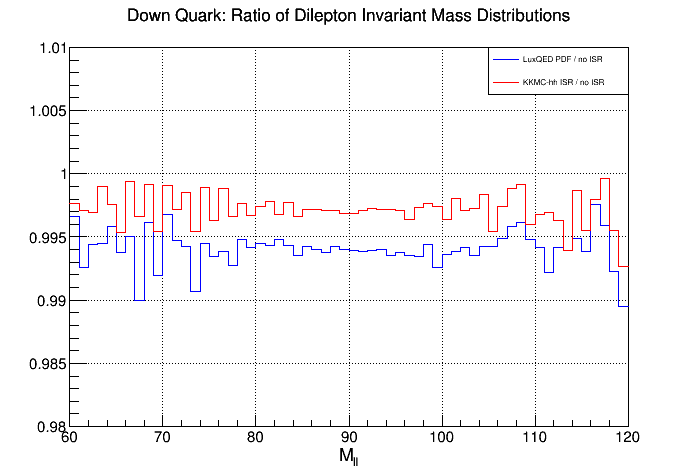 Down Quark: Ratio of Dilepton Invariant Mass Distributions
1.01
LuxQED PDF / no ISR
KKMC-hh ISR / no ISR
1.005
1
0.995
0.99
0.985
0.98
60 70 80 90 100 110 120
M_ll